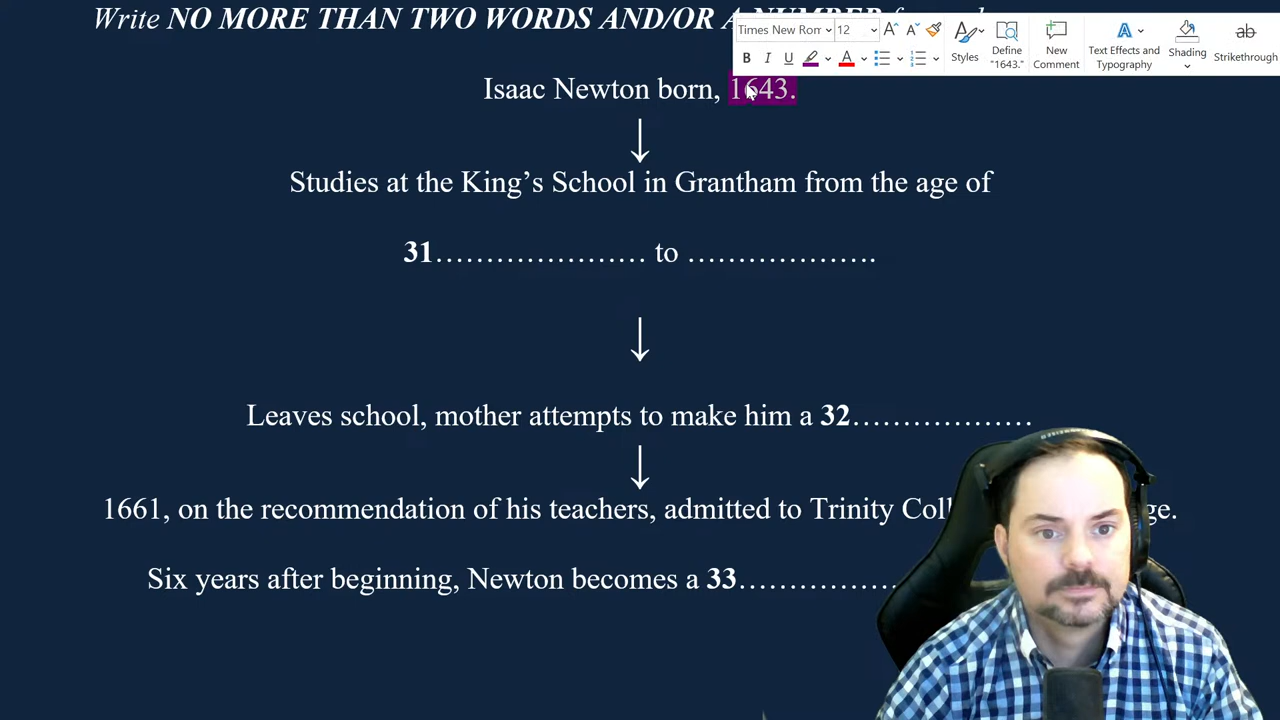 Write NO MORE THAN TWO WORDS AND/OR A
Times New Rom 12
Styles
Define "1643."
New Comment
Text Effects and Typography
Shading
Strikethrough
Isaac Newton born, 1643.
↓
Studies at the King’s School in Grantham from the age of
31………………… to ……………….
↓
Leaves school, mother attempts to make him a 32………………
↓
1661, on the recommendation of his teachers, admitted to Trinity
Six years after beginning, Newton becomes a 33……………